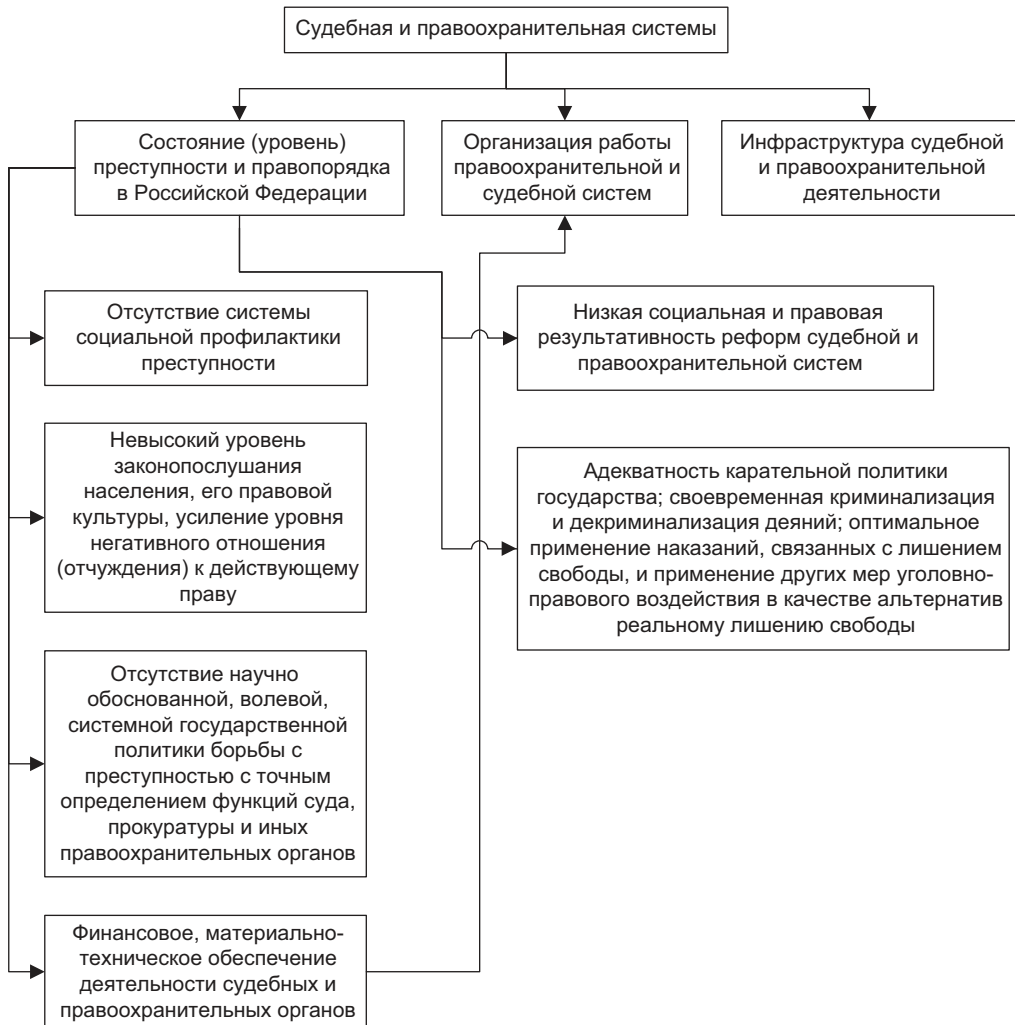 Судебная и правоохранительная системы
Состояние (уровень)
преступности и правопорядка
в Российской Федерации
Организация работы
правоохранительной и
судебной систем
Инфраструктура судебной
и правоохранительной
деятельности
Отсутствие системы
социальной профилактики
преступности
Низкая социальная и правовая
результативность реформ судебной и
правоохранительной систем
Невысокий уровень
законопослушания
населения, его правовой
культуры, усиление уровня
негативного отношения
(отчуждения) к действующему
праву
Адекватность карательной политики
государства; своевременная криминализация
и декриминализация деяний; оптимальное
применение наказаний, связанных с лишением
свободы, и применение других мер уголовно-
правового воздействия в качестве альтернатив
реальному лишению свободы
Отсутствие научно
обоснованной, волевой,
системной государственной
политики борьбы с
преступностью с точным
определением функций суда,
прокуратуры и иных
правоохранительных органов
Финансовое, материально-
техническое обеспечение
деятельности судебных и
правоохранительных органов